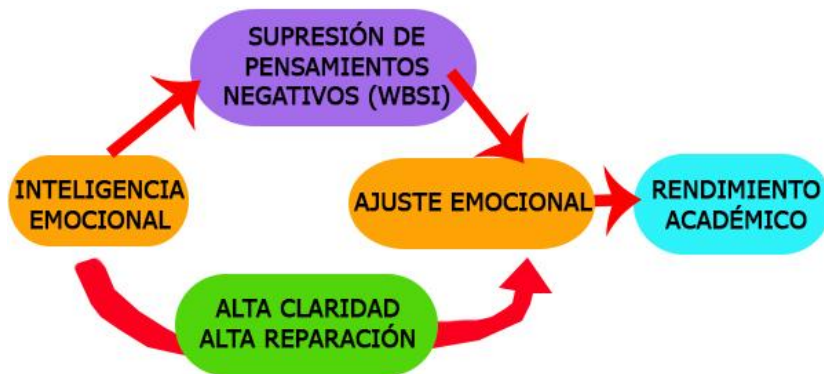 SUPRESIÓN DE
PENSAMIENTOS
NEGATIVOS (WBSI)
INTELIGENCIA
EMOCIONAL
AJUSTE EMOCIONAL
RENDIMIENTO
ACADÉMICO
ALTA CLARIDAD
ALTA REPARACIÓN